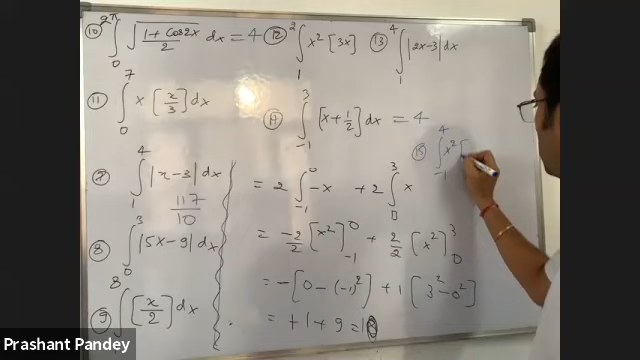 ⑩ ∫₀^{2π} √((1+Cos2x)/2) dx = 4
⑫ ∫₁² x² [3x]
⑬ ∫₁⁴ |2x-3| dx
⑪ ∫₀⁷ x [x/3] dx
⑭ ∫₋₁³ [x+1/2] dx = 4
⑮ ∫₋₁⁴ x² [
⑦ ∫₁⁴ |x-3| dx
117/10
⑧ ∫₀³ |5x-9| dx
⑨ ∫₀⁸ [x/2] dx
= 2 ∫₋₁⁰ -x + 2 ∫₀³ x
= -2/2 [x²]₋₁⁰ + 2/2 [x²]₀³
= -[0-(-1)²] + 1 [3²-0²]
= +1+9 = 10
Prashant Pandey